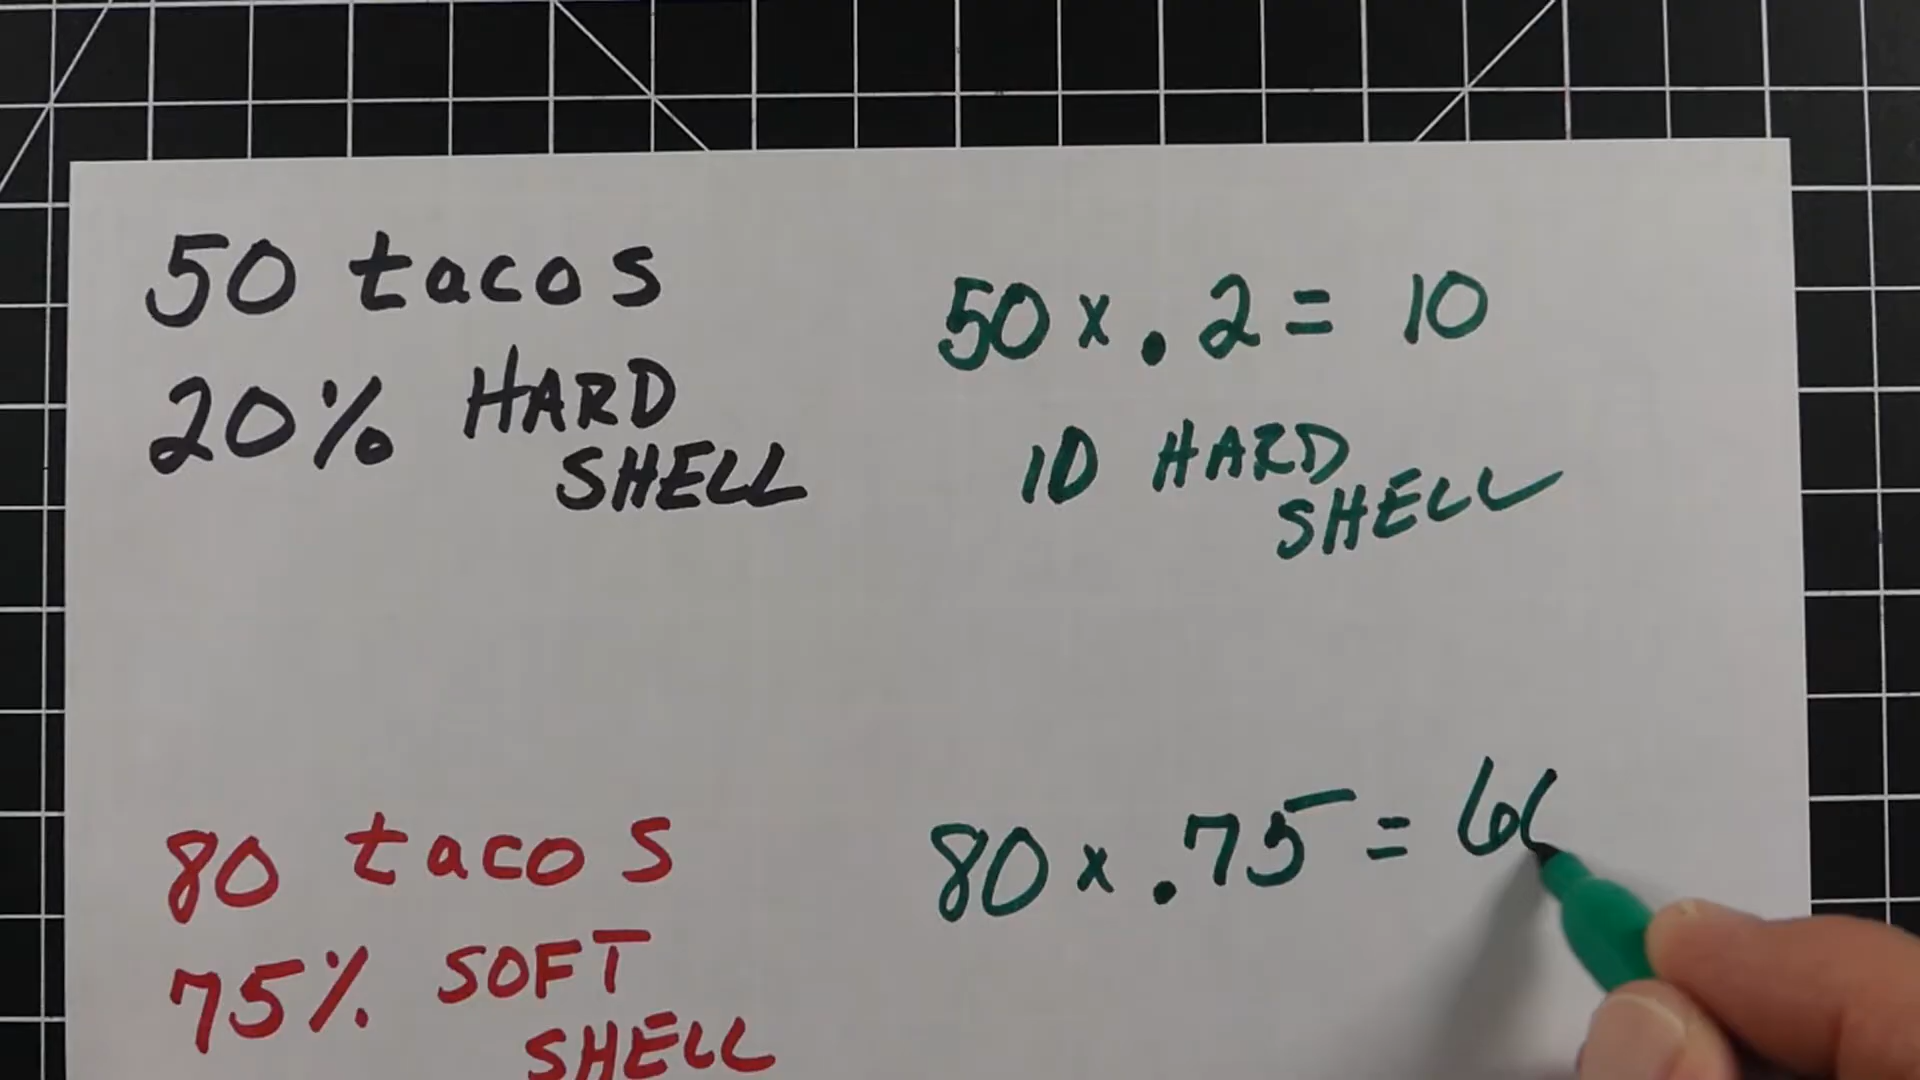 50 tacos
20% HARD
SHELL
50 x .2 = 10
10 HARD
SHELL
80 tacos
75% SOFT
SHELL
80 x .75 = 6